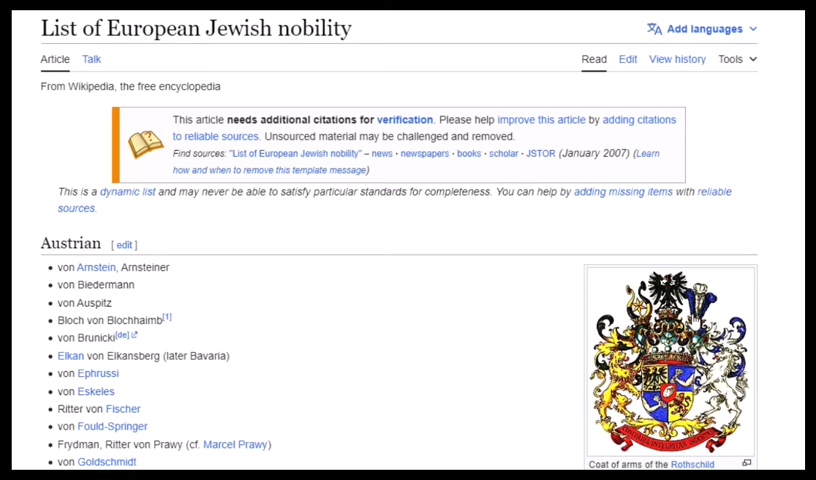 List of European Jewish nobility
Add languages
Article Talk Read Edit View history Tools
From Wikipedia, the free encyclopedia
This article needs additional citations for verification. Please help improve this article by adding citations
to reliable sources. Unsourced material may be challenged and removed.
Find sources: "List of European Jewish nobility" – news · newspapers · books · scholar · JSTOR (January 2007) (Learn
how and when to remove this template message)
This is a dynamic list and may never be able to satisfy particular standards for completeness. You can help by adding missing items with reliable
sources.
Austrian [ edit ]
von Arnstein, Arnsteiner
von Biedermann
von Auspitz
Bloch von Blochhaimb[1]
von Brunicki[de]
Elkan von Elkansberg (later Bavaria)
von Ephrussi
von Eskeles
Ritter von Fischer
von Fould-Springer
Frydman, Ritter von Prawy (cf. Marcel Prawy)
von Goldschmidt
Coat of arms of the Rothschild